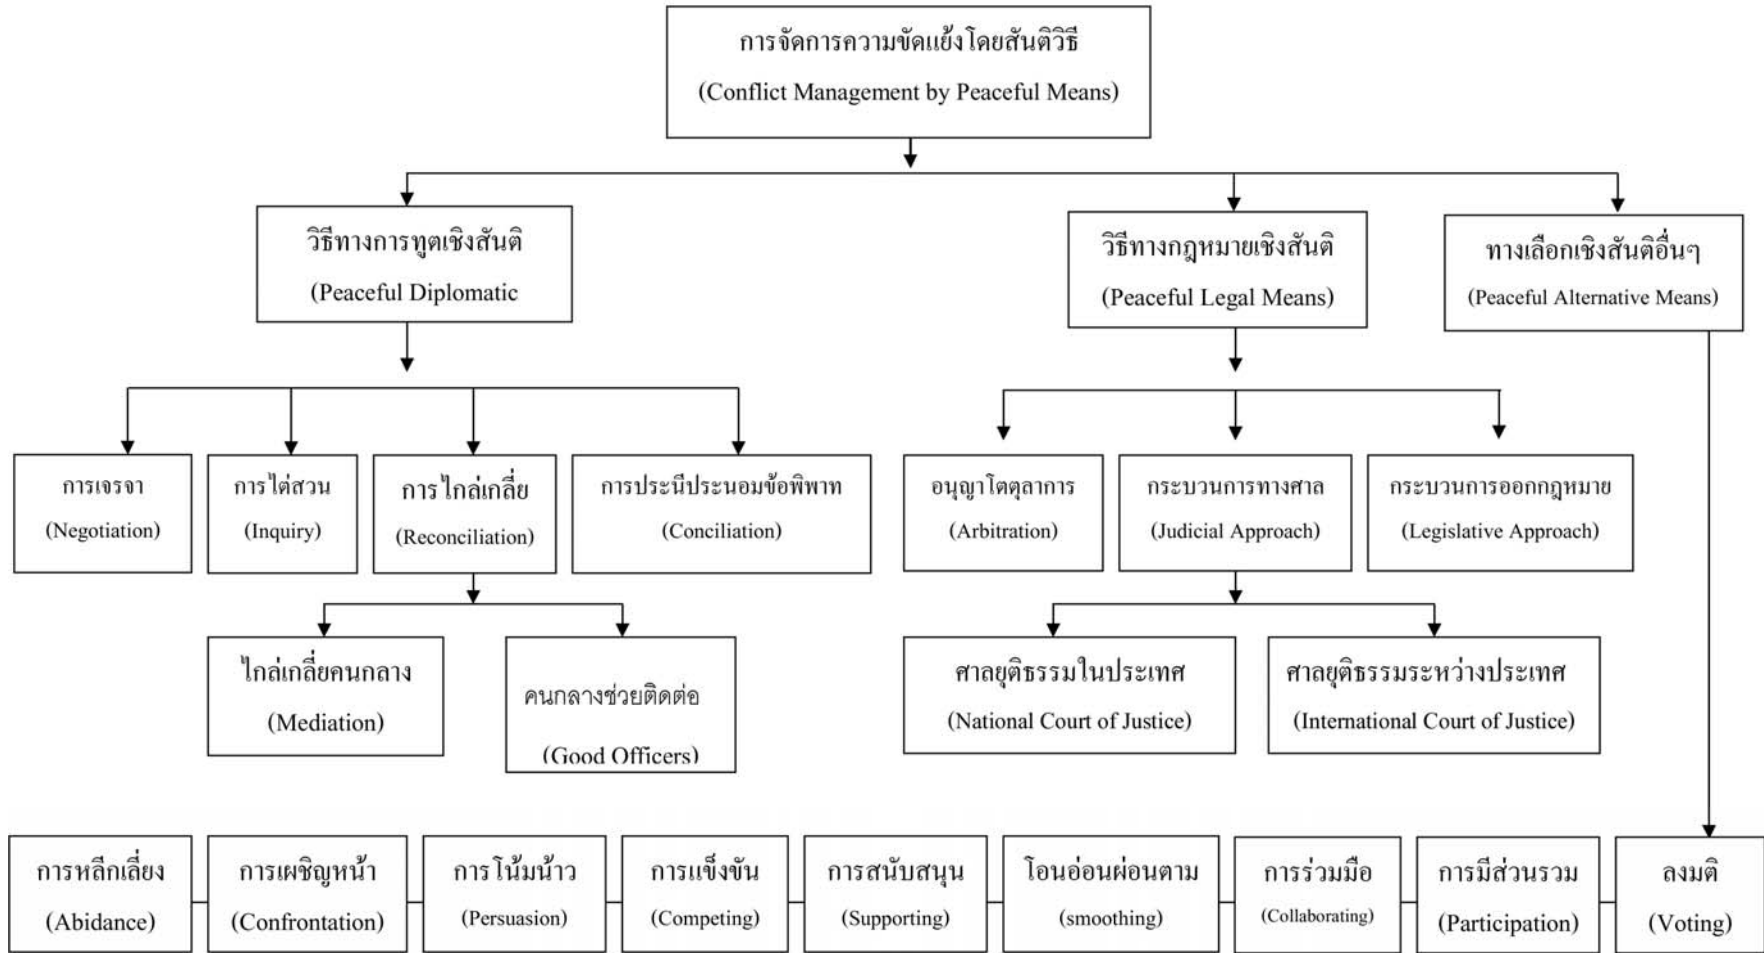 การจัดการความขัดแย้งโดยสันติวิธี
(Conflict Management by Peaceful Means)
วิธีทางการทูตเชิงสันติ
(Peaceful Diplomatic
วิธีทางกฎหมายเชิงสันติ
(Peaceful Legal Means)
ทางเลือกเชิงสันติอื่นๆ
(Peaceful Alternative Means)
การเจรจา
(Negotiation)
การไต่สวน
(Inquiry)
การไกล่เกลี่ย
(Reconciliation)
การประนีประนอมข้อพิพาท
(Conciliation)
อนุญาโตตุลาการ
(Arbitration)
กระบวนการทางศาล
(Judicial Approach)
กระบวนการออกกฎหมาย
(Legislative Approach)
ไกล่เกลี่ยคนกลาง
(Mediation)
คนกลางช่วยติดต่อ
(Good Officers)
ศาลยุติธรรมในประเทศ
(National Court of Justice)
ศาลยุติธรรมระหว่างประเทศ
(International Court of Justice)
การหลีกเลี่ยง
(Abidance)
การเผชิญหน้า
(Confrontation)
การโน้มน้าว
(Persuasion)
การแข็งขัน
(Competing)
การสนับสนุน
(Supporting)
โอนอ่อนผ่อนตาม
(smoothing)
การร่วมมือ
(Collaborating)
การมีส่วนรวม
(Participation)
ลงมติ
(Voting)